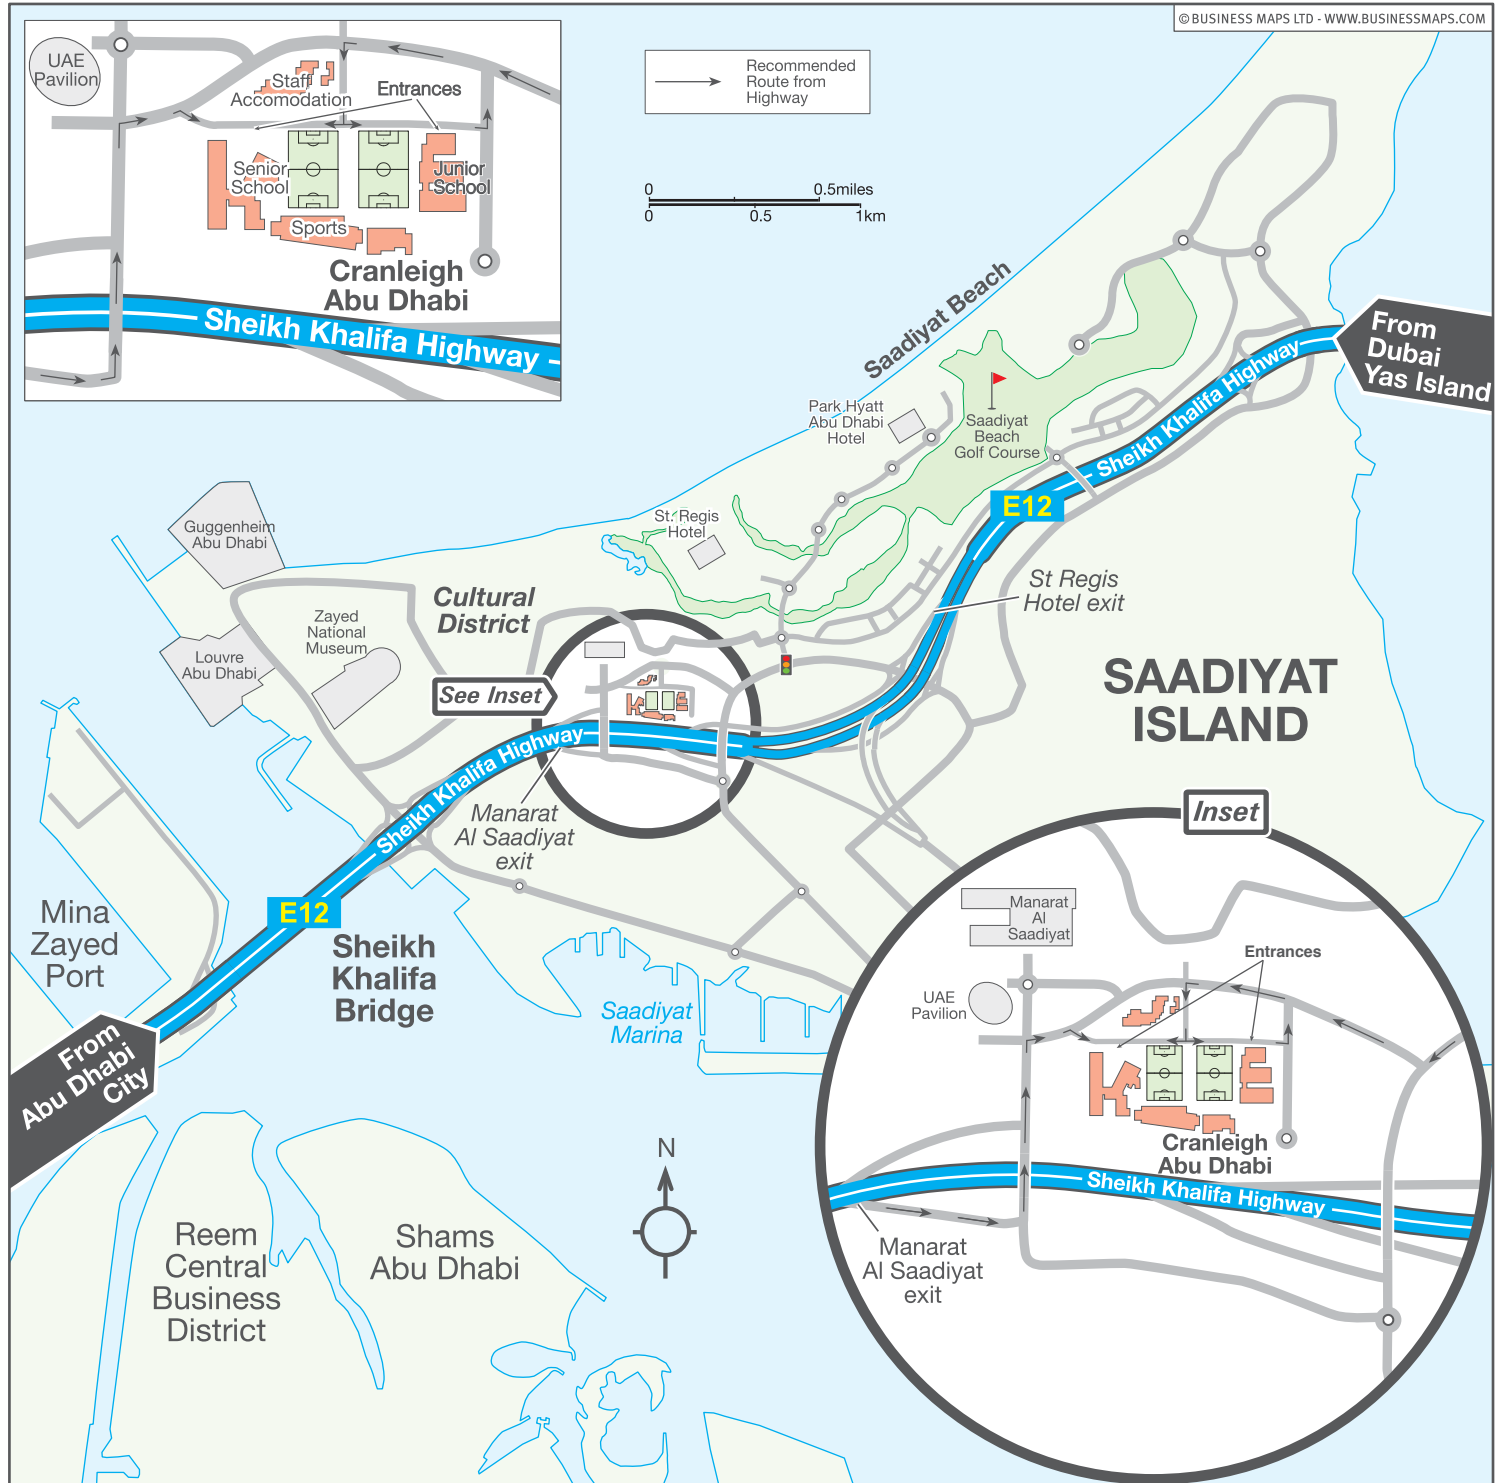 © BUSINESS MAPS LTD - WWW.BUSINESSMAPS.COM
UAE
Pavilion
Staff
Accomodation
Entrances
Senior
School
Junior
School
Sports
Cranleigh
Abu Dhabi
Sheikh Khalifa Highway
Recommended
Route from
Highway
0
0.5miles
0
0.5
1km
Saadiyat Beach
From
Dubai
Yas Island
Sheikh Khalifa Highway
Park Hyatt
Abu Dhabi
Hotel
Saadiyat
Beach
Golf Course
E12
St. Regis
Hotel
Guggenheim
Abu Dhabi
St Regis
Hotel exit
Cultural
District
Zayed
National
Museum
Louvre
Abu Dhabi
See Inset
SAADIYAT
ISLAND
Sheikh Khalifa Highway
Manarat
Al Saadiyat
exit
Inset
E12
Mina
Zayed
Port
Sheikh
Khalifa
Bridge
Saadiyat
Marina
From
Abu Dhabi
City
Manarat
Al
Saadiyat
Entrances
UAE
Pavilion
Cranleigh
Abu Dhabi
Sheikh Khalifa Highway
Manarat
Al Saadiyat
exit
N
Reem
Central
Business
District
Shams
Abu Dhabi